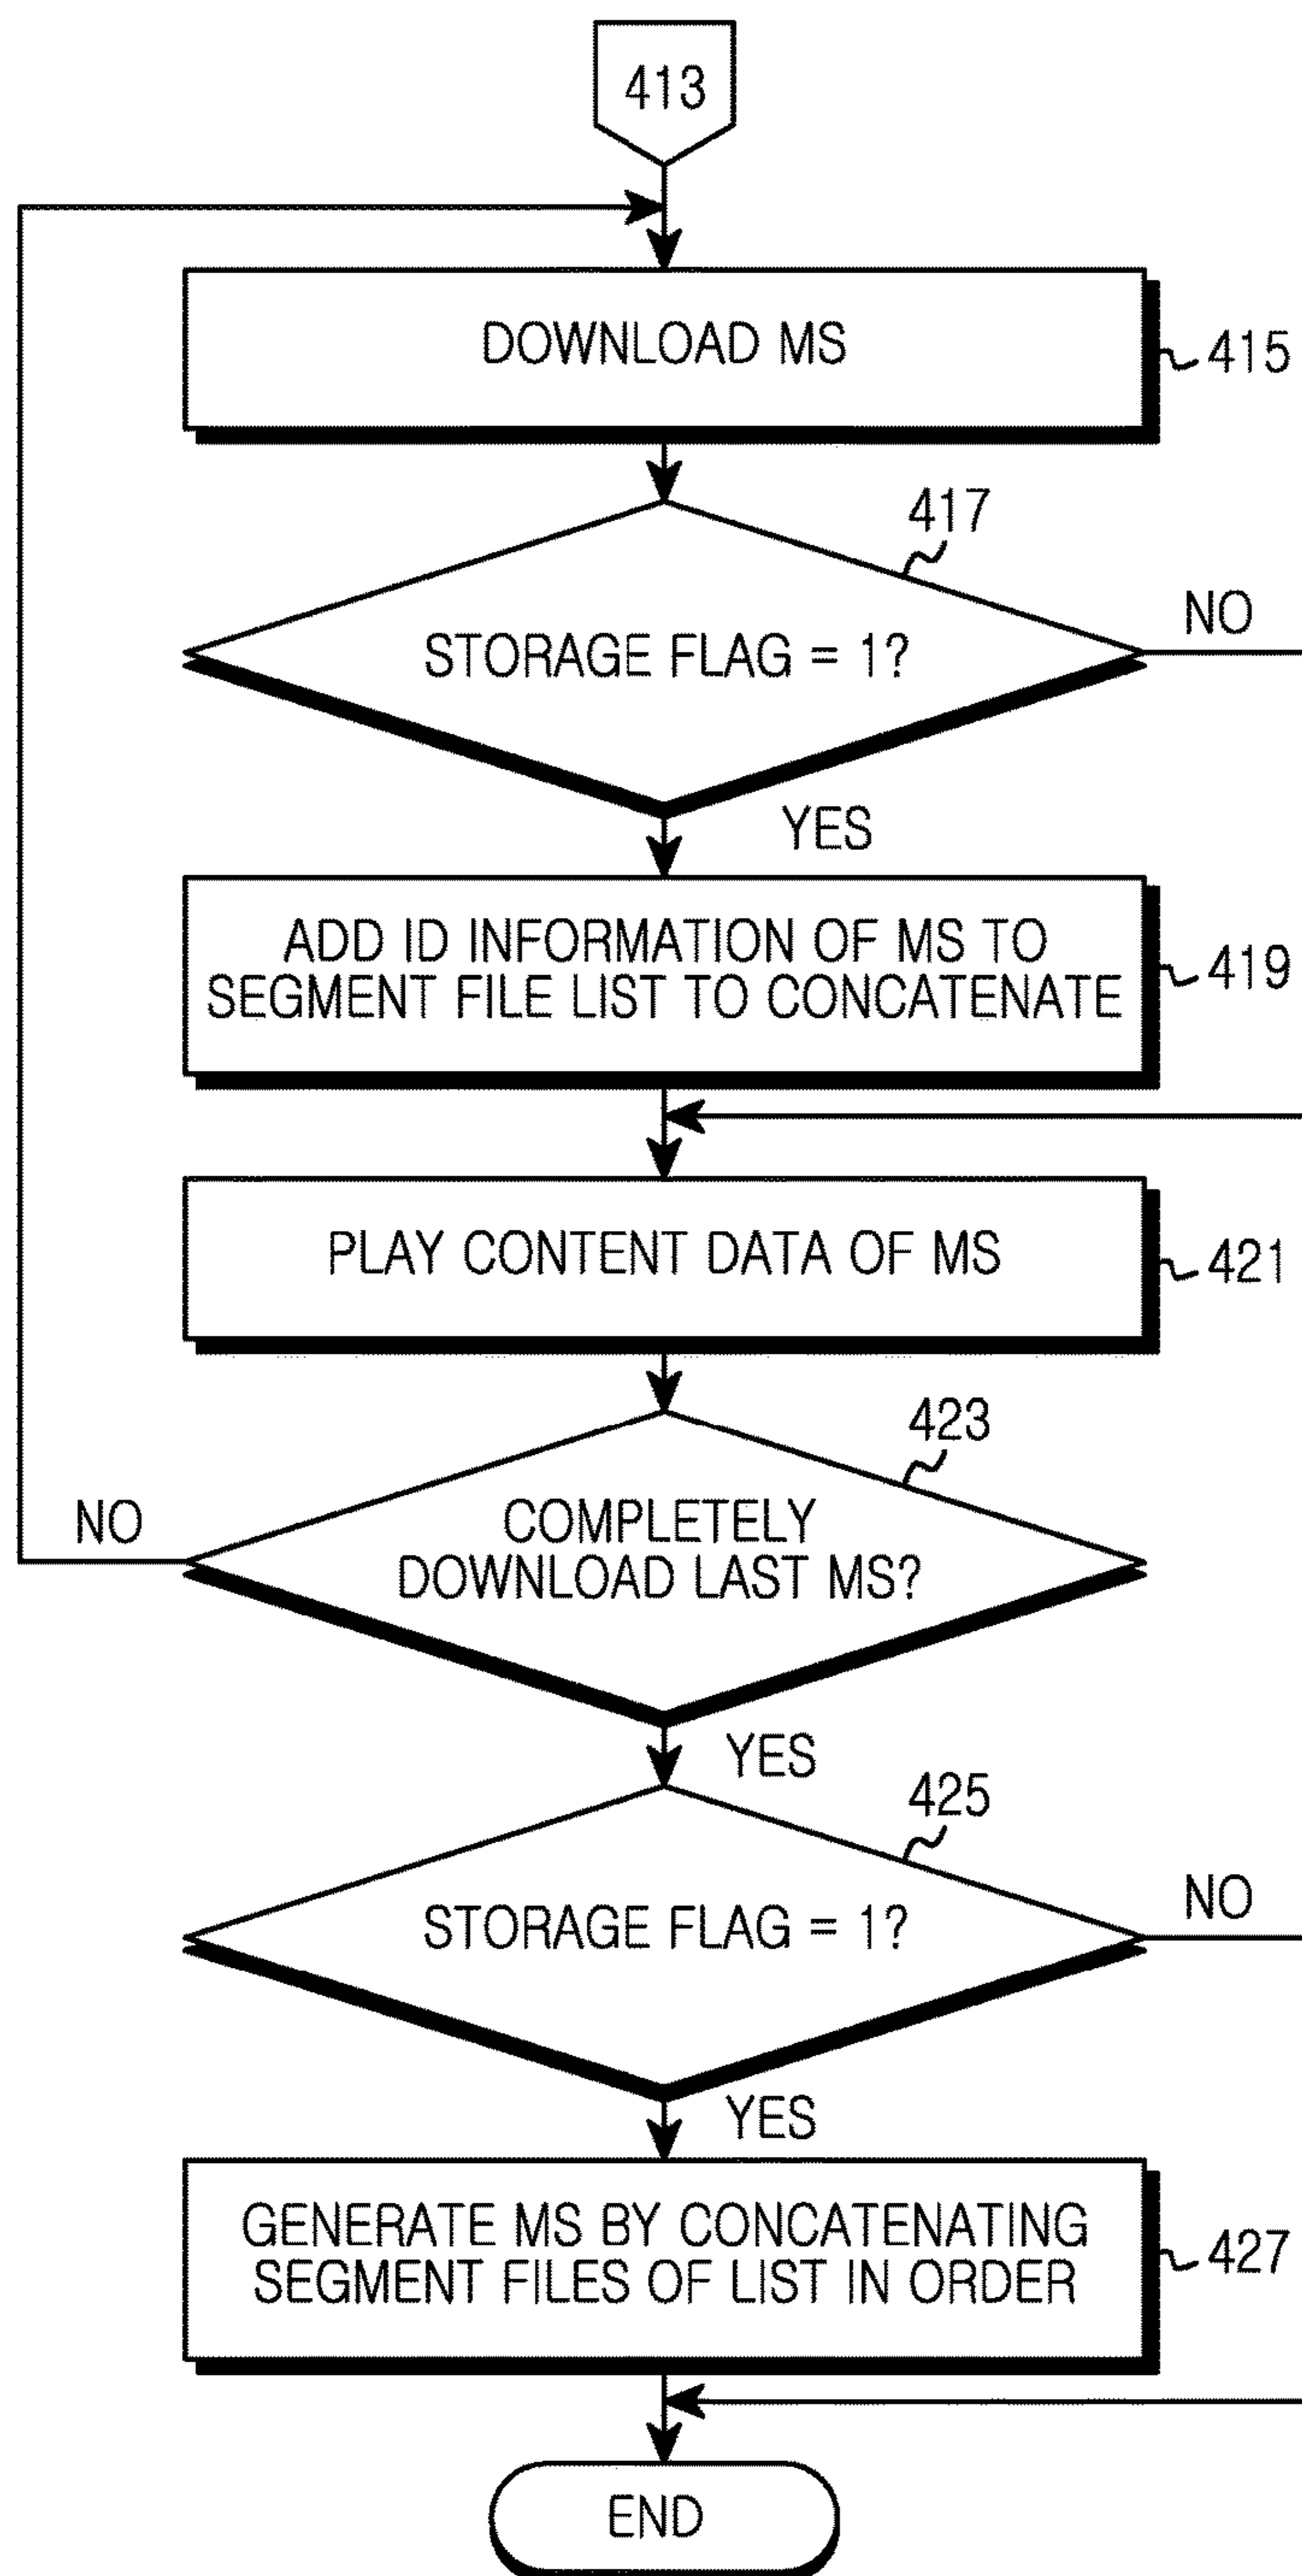 413
DOWNLOAD MS
415
417
STORAGE FLAG = 1?
NO
YES
ADD ID INFORMATION OF MS TO
SEGMENT FILE LIST TO CONCATENATE
419
PLAY CONTENT DATA OF MS
421
423
COMPLETELY
DOWNLOAD LAST MS?
NO
YES
425
STORAGE FLAG = 1?
NO
YES
GENERATE MS BY CONCATENATING
SEGMENT FILES OF LIST IN ORDER
427
END